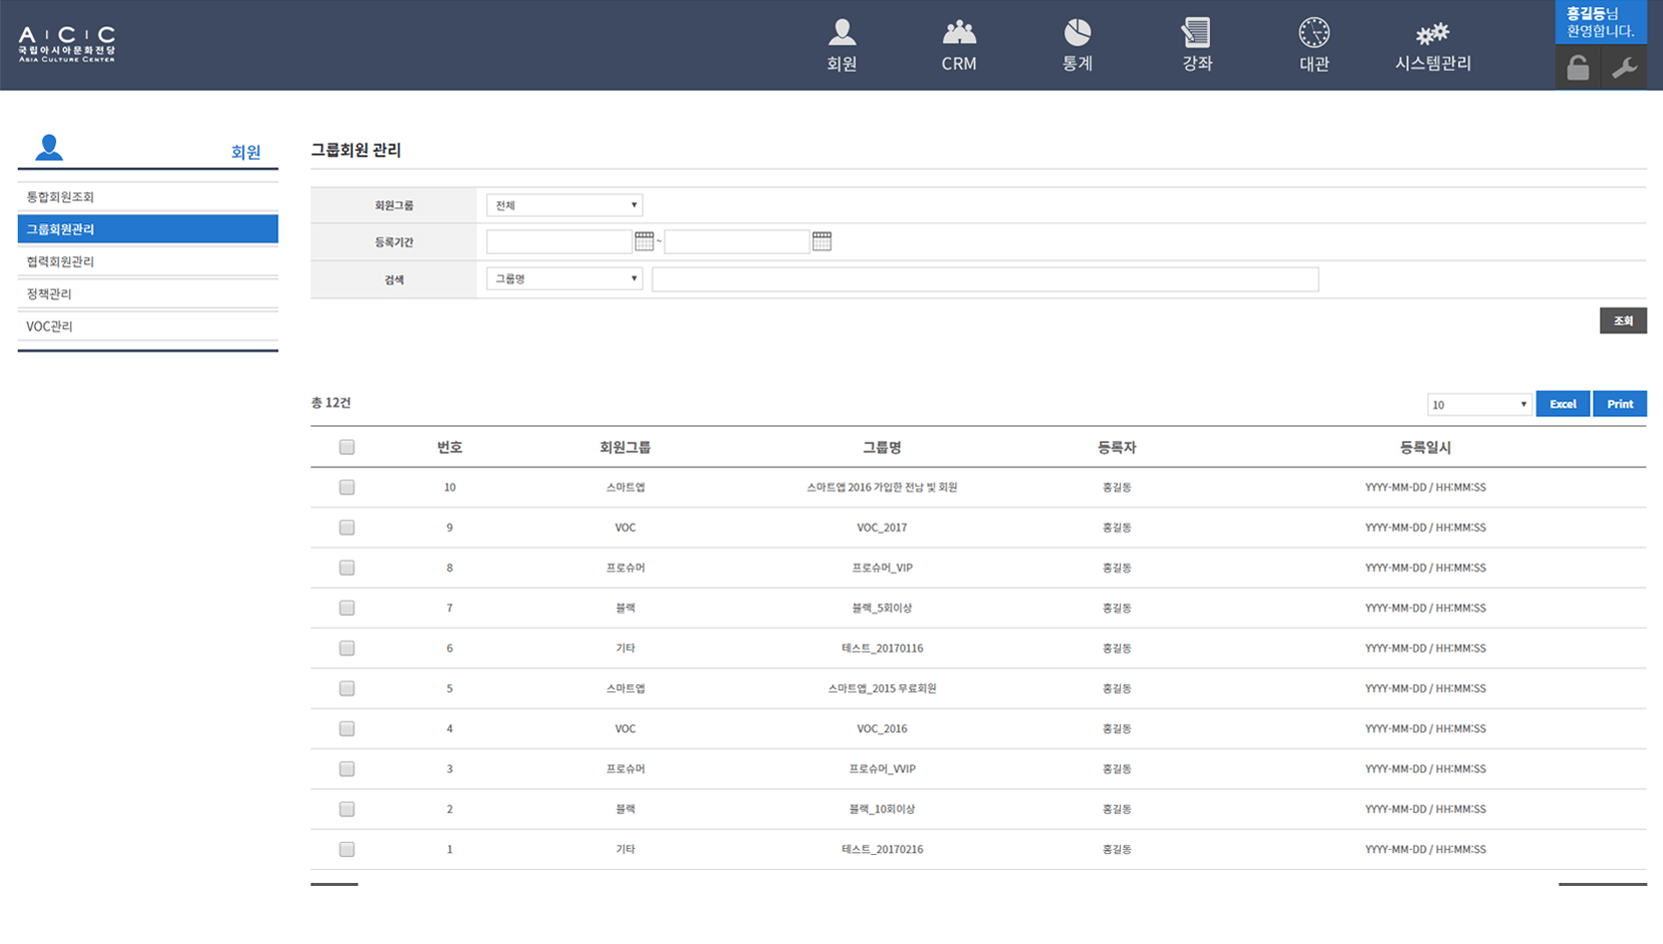 A C C
국립아시아문화전당
ASIA CULTURE CENTER
회원
CRM
통계
강좌
대관
시스템관리
홍길동님
환영합니다.
회원
통합회원조회
그룹회원관리
협력회원관리
정책관리
VOC관리
그룹회원 관리
회원그룹 전체
등록기간 ~
검색 그룹명
조회
총 12건 10 Excel Print
번호 회원그룹 그룹명 등록자 등록일시
10 스마트앱 스마트앱 2016 가입한 전남 빛 회원 홍길동 YYYY-MM-DD / HH:MM:SS
9 VOC VOC_2017 홍길동 YYYY-MM-DD / HH:MM:SS
8 프로슈머 프로슈머_VIP 홍길동 YYYY-MM-DD / HH:MM:SS
7 블랙 블랙_5회이상 홍길동 YYYY-MM-DD / HH:MM:SS
6 기타 테스트_20170116 홍길동 YYYY-MM-DD / HH:MM:SS
5 스마트앱 스마트앱_2015 무료회원 홍길동 YYYY-MM-DD / HH:MM:SS
4 VOC VOC_2016 홍길동 YYYY-MM-DD / HH:MM:SS
3 프로슈머 프로슈머_VVIP 홍길동 YYYY-MM-DD / HH:MM:SS
2 블랙 블랙_10회이상 홍길동 YYYY-MM-DD / HH:MM:SS
1 기타 테스트_20170216 홍길동 YYYY-MM-DD / HH:MM:SS